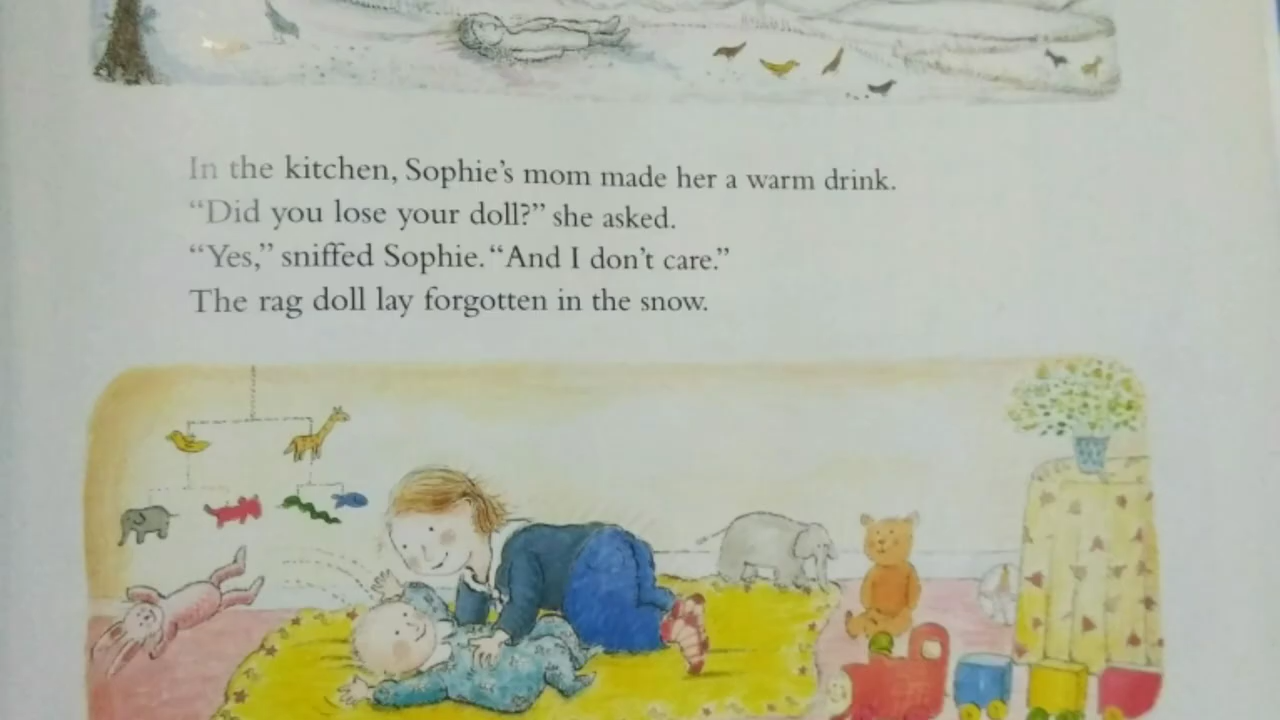 In the kitchen, Sophie’s mom made her a warm drink.
“Did you lose your doll?” she asked.
“Yes,” sniffed Sophie. “And I don’t care.”
The rag doll lay forgotten in the snow.